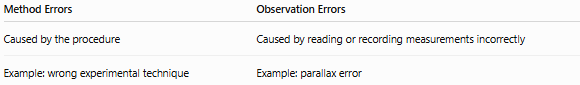 Method Errors Observation Errors
Caused by the procedure Caused by reading or recording measurements incorrectly
Example: wrong experimental technique Example: parallax error